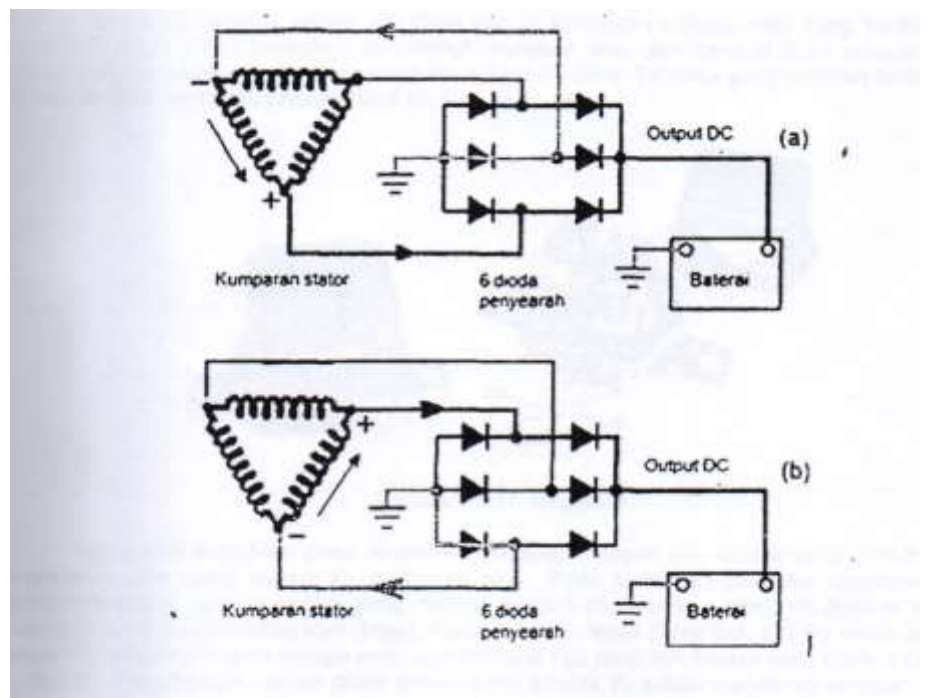 −
Output DC
(a)
+
Kumparan stator
6 dioda
penyearah
Baterai
+
Output DC
(b)
−
Kumparan stator
6 dioda
penyearah
Baterai